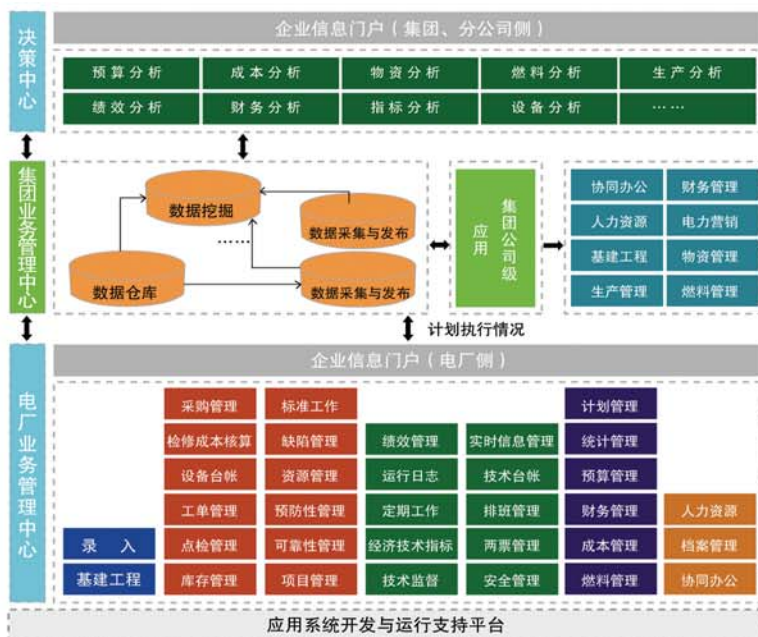 决策中心
企业信息门户（集团、分公司侧）
预算分析
成本分析
物资分析
燃料分析
生产分析
绩效分析
财务分析
指标分析
设备分析
……
集团业务管理中心
数据挖掘
……
数据采集与发布
数据仓库
数据采集与发布
集团公司级
应用
协同办公
财务管理
人力资源
电力营销
基建工程
物资管理
生产管理
燃料管理
计划执行情况
电厂业务管理中心
企业信息门户（电厂侧）
录 入
基建工程
采购管理
检修成本核算
设备台帐
工单管理
点检管理
库存管理
标准工作
缺陷管理
资源管理
预防性管理
可靠性管理
项目管理
绩效管理
运行日志
定期工作
经济技术指标
技术监督
实时信息管理
技术台帐
排班管理
两票管理
安全管理
计划管理
统计管理
预算管理
财务管理
成本管理
燃料管理
人力资源
档案管理
协同办公
应用系统开发与运行支持平台